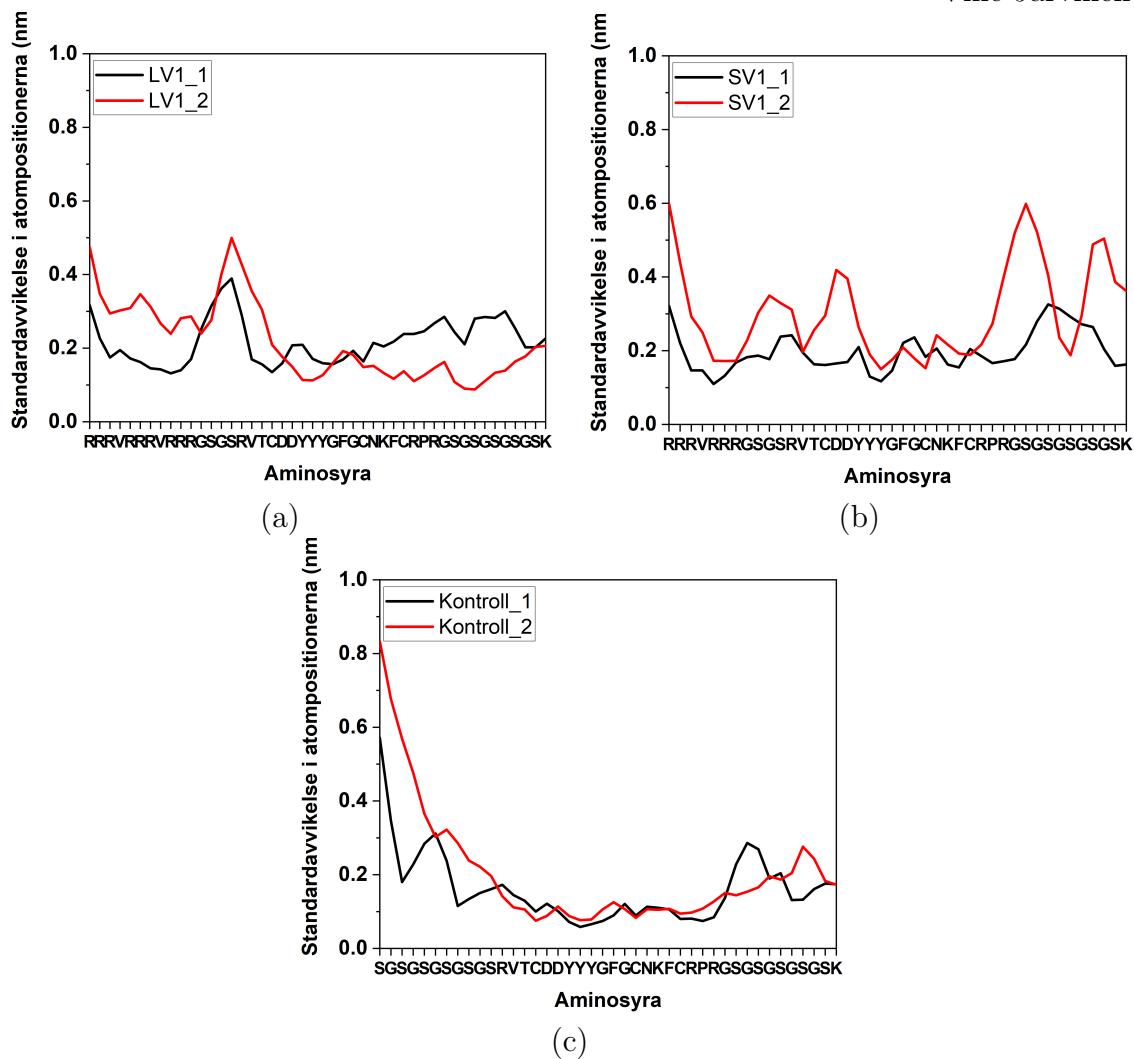 Standardavvikelse i atompositionerna (nm
1.0
0.8
0.6
0.4
0.2
0.0
LV1_1
LV1_2
RRRVRRRVRRRGSGSRVTCDDYYYGFGCNKFCRPRGSGSGSGSGSK
Aminosyra
(a)
Standardavvikelse i atompositionerna (nm
1.0
0.8
0.6
0.4
0.2
0.0
SV1_1
SV1_2
RRRVRRRGSGSRVTCDDYYYGFGCNKFCRPRGSGSGSGSGSK
Aminosyra
(b)
Standardavvikelse i atompositionerna (nm
1.0
0.8
0.6
0.4
0.2
0.0
Kontroll_1
Kontroll_2
SGSGSGSGSGSRVTCDDYYYGFGCNKFCRPRGSGSGSGSGSK
Aminosyra
(c)